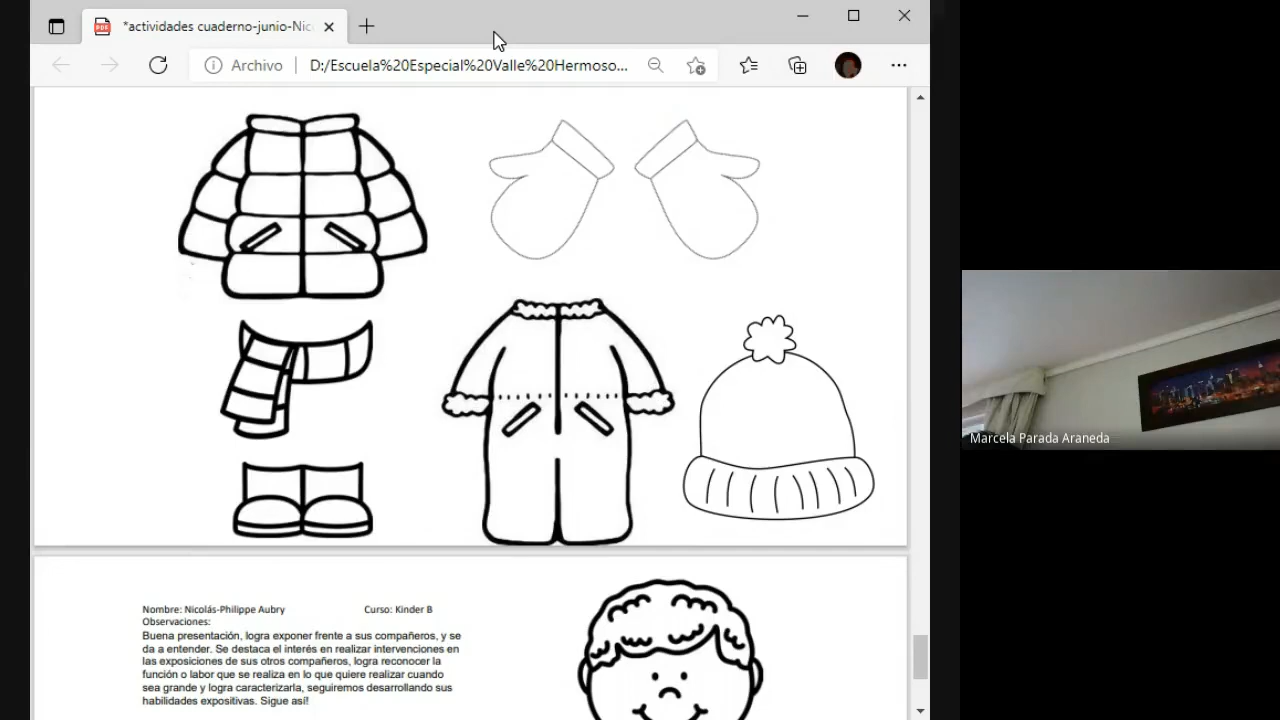 *actividades cuaderno-junio-Nic
Archivo
D:/Escuela%20Especial%20Valle%20Hermoso...
Marcela Parada Araneda
Nombre: Nicolás-Philippe Aubry Curso: Kinder B
Observaciones:
Buena presentación, logra exponer frente a sus compañeros, y se
da a entender. Se destaca el interés en realizar intervenciones en
las exposiciones de sus otros compañeros, logra reconocer la
función o labor que se realiza en lo que quiere realizar cuando
sea grande y logra caracterizarla, seguiremos desarrollando sus
habilidades expositivas. Sigue así!